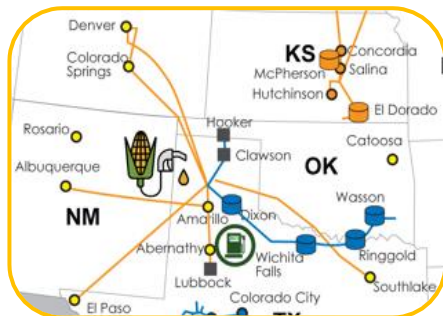 Denver
Colorado
Springs
KS
Concordia
McPherson
Salina
Hutchinson
El Dorado
Hooker
Rosario
Clawson
OK
Catoosa
Albuquerque
Wasson
NM
Amarillo
Dixon
Abernathy
Wichita
Falls
Ringgold
Lubbock
Southlake
El Paso
Colorado City
TX